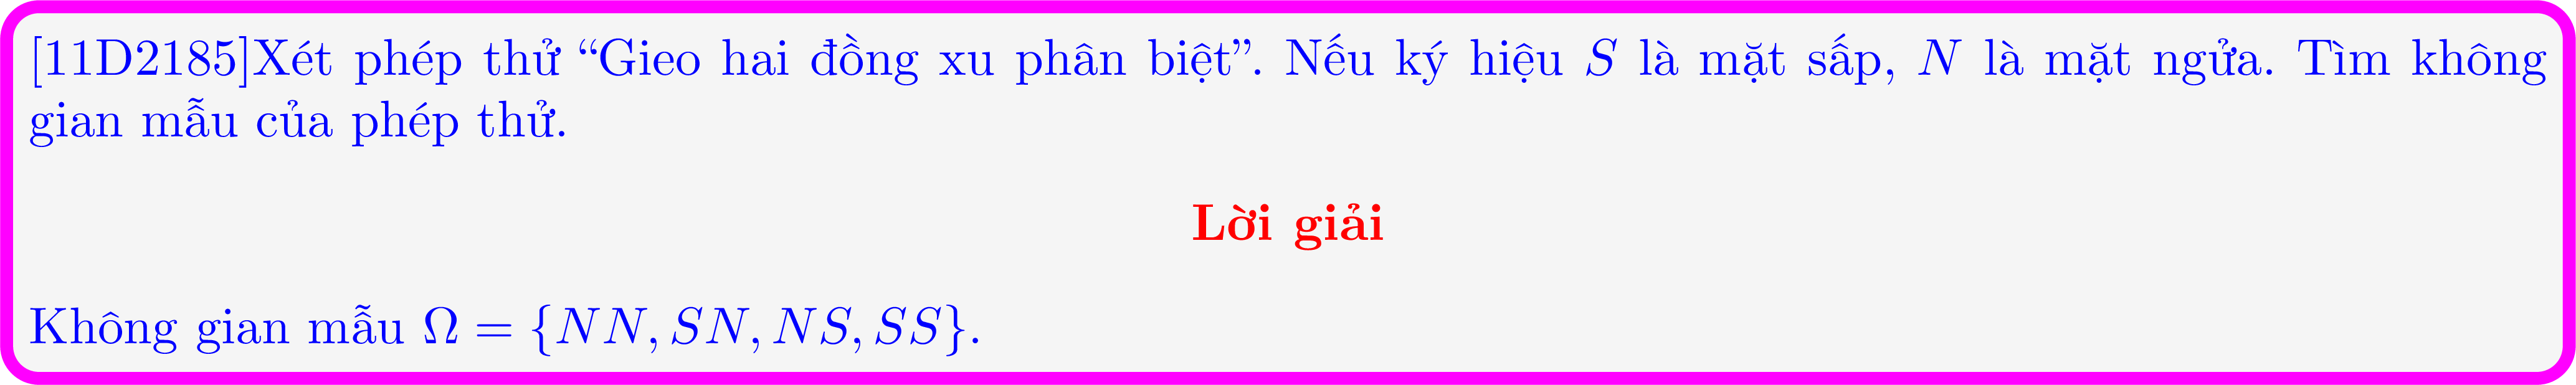 [11D2185]Xét phép thử “Gieo hai đồng xu phân biệt”. Nếu ký hiệu S là mặt sấp, N là mặt ngửa. Tìm không
gian mẫu của phép thử.
Lời giải
Không gian mẫu Ω = {NN, SN, NS, SS}.